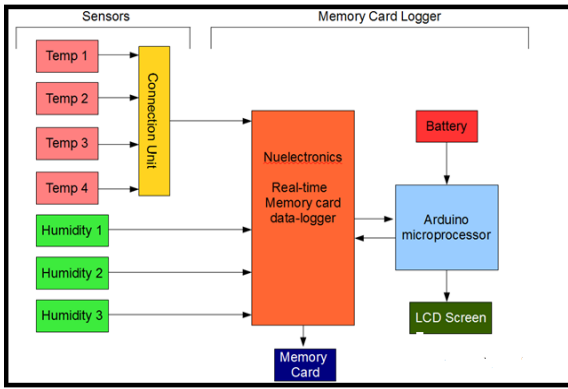 Sensors
Memory Card Logger
Temp 1
Temp 2
Temp 3
Temp 4
Connection Unit
Humidity 1
Humidity 2
Humidity 3
Nuelectronics
Real-time
Memory card
data-logger
Memory
Card
Battery
Arduino
microprocessor
LCD Screen